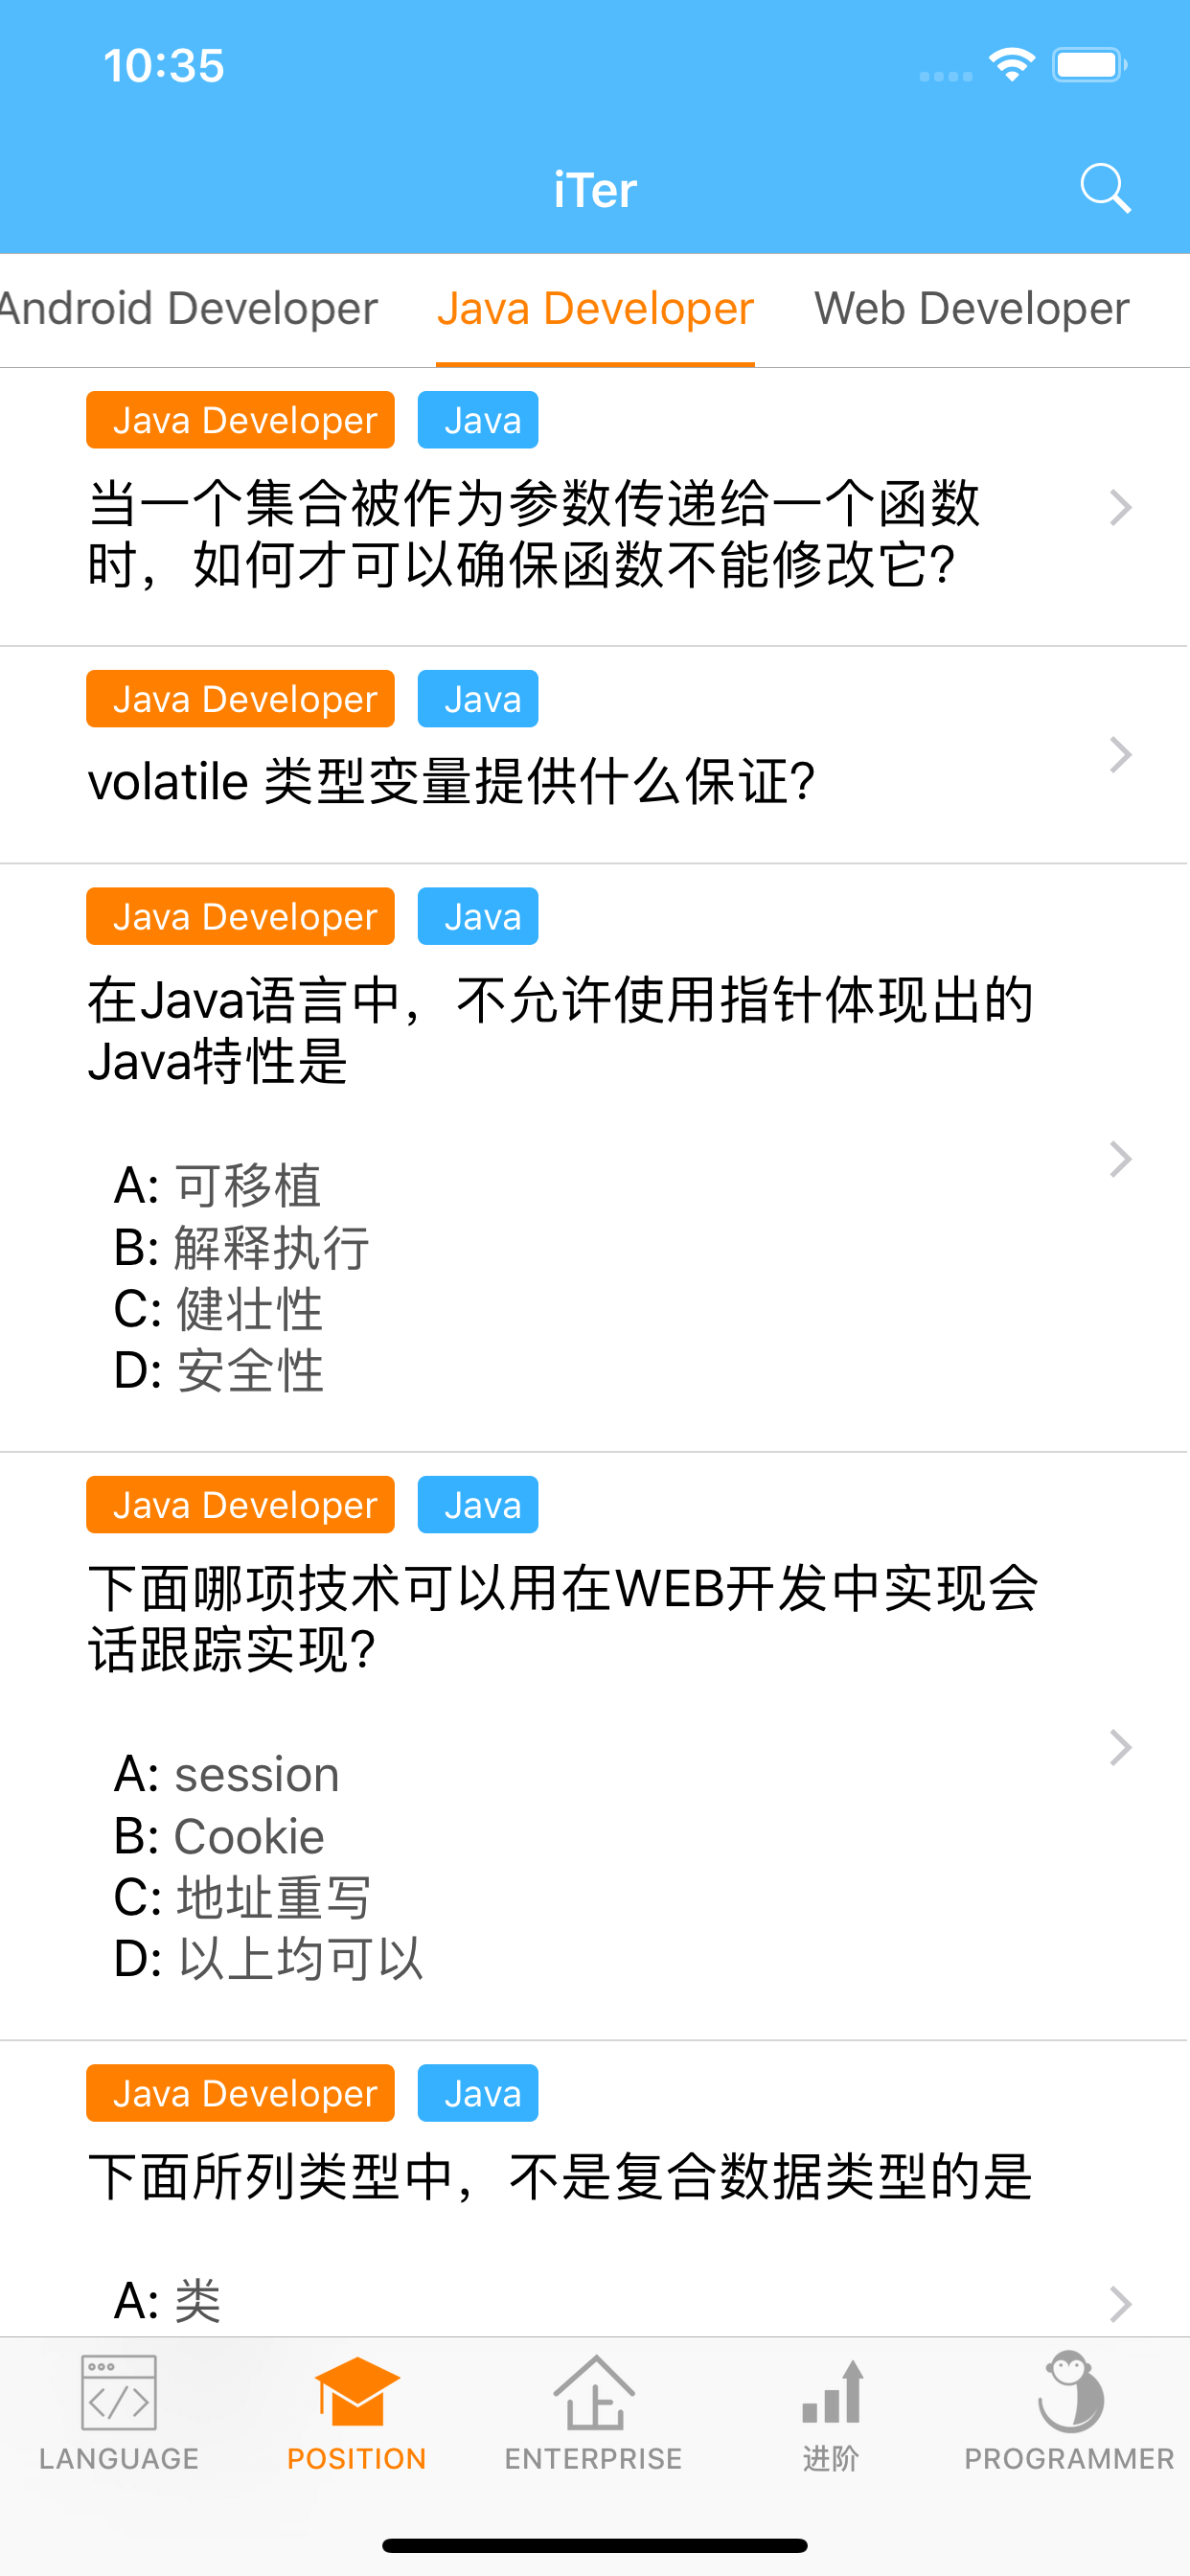 10:35
iTer
Android Developer Java Developer Web Developer
Java Developer Java
当一个集合被作为参数传递给一个函数
时，如何才可以确保函数不能修改它?
Java Developer Java
volatile 类型变量提供什么保证?
Java Developer Java
在Java语言中，不允许使用指针体现出的
Java特性是
A: 可移植
B: 解释执行
C: 健壮性
D: 安全性
Java Developer Java
下面哪项技术可以用在WEB开发中实现会
话跟踪实现?
A: session
B: Cookie
C: 地址重写
D: 以上均可以
Java Developer Java
下面所列类型中，不是复合数据类型的是
A: 类
LANGUAGE POSITION ENTERPRISE 进阶 PROGRAMMER